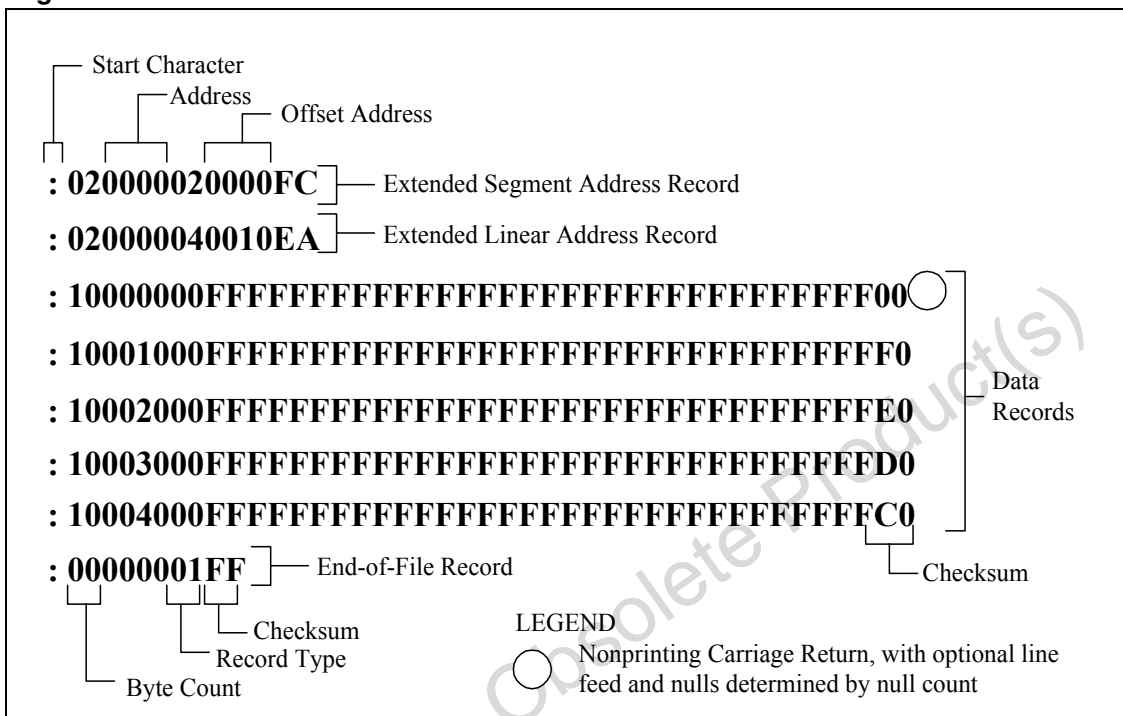 Start Character
Address
Offset Address
: 020000020000FC
Extended Segment Address Record
: 020000040010EA
Extended Linear Address Record
: 10000000FFFFFFFFFFFFFFFFFFFFFFFFFFFFFFFF00
: 10001000FFFFFFFFFFFFFFFFFFFFFFFFFFFFFFFFF0
: 10002000FFFFFFFFFFFFFFFFFFFFFFFFFFFFFFFFE0
: 10003000FFFFFFFFFFFFFFFFFFFFFFFFFFFFFFFFD0
: 10004000FFFFFFFFFFFFFFFFFFFFFFFFFFFFFFFFC0
Data
Records
: 00000001FF
End-of-File Record
Checksum
Checksum
Record Type
Byte Count
LEGEND
Nonprinting Carriage Return, with optional line
feed and nulls determined by null count
Obsolete Product(s)